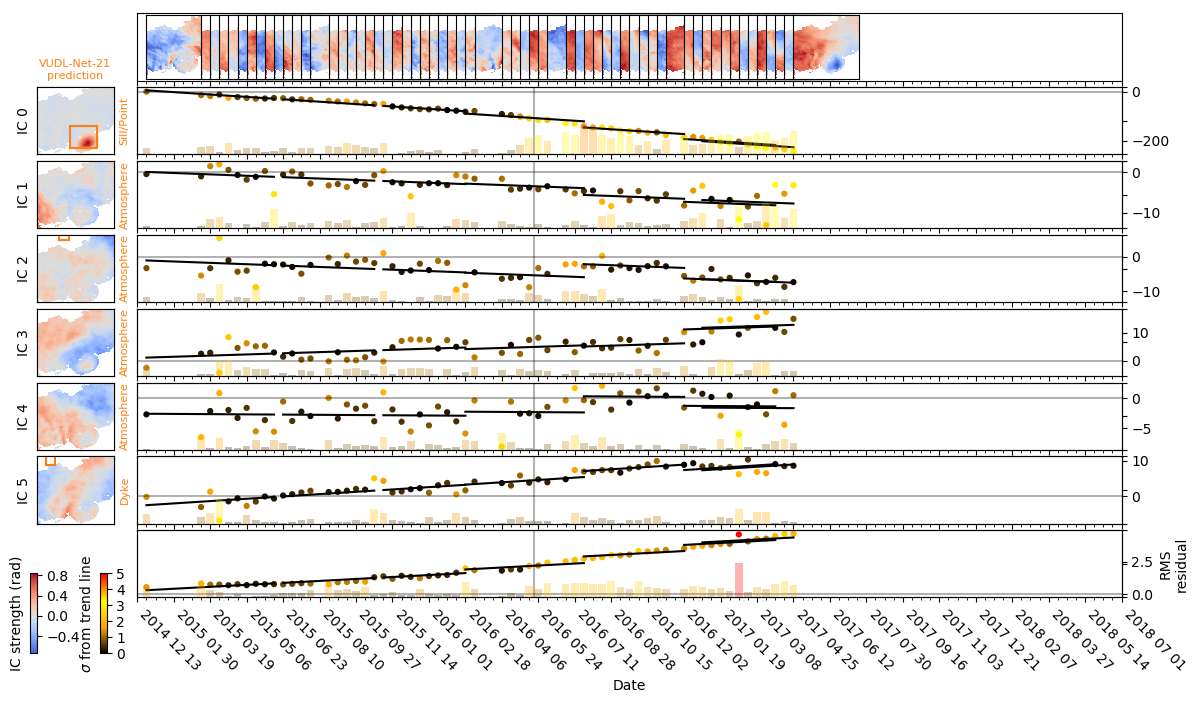 VUDL-Net-21
prediction
IC 0
Sill/Point
0
−200
IC 1
Atmosphere
0
−10
IC 2
Atmosphere
0
−10
IC 3
Atmosphere
10
0
IC 4
Atmosphere
0
−5
IC 5
Dyke
10
0
2.5
0.0
RMS
residual
IC strength (rad)
0.8
0.4
0.0
−0.4
σ from trend line
5
4
3
2
1
0
2014 12 13
2015 01 30
2015 03 19
2015 05 06
2015 06 23
2015 08 10
2015 09 27
2015 11 14
2016 01 01
2016 02 18
2016 04 06
2016 05 24
2016 07 11
2016 08 28
2016 10 15
2016 12 02
2017 01 19
2017 03 08
2017 04 25
2017 06 12
2017 07 30
2017 09 16
2017 11 03
2017 12 21
2018 02 07
2018 03 27
2018 05 14
2018 07 01
Date